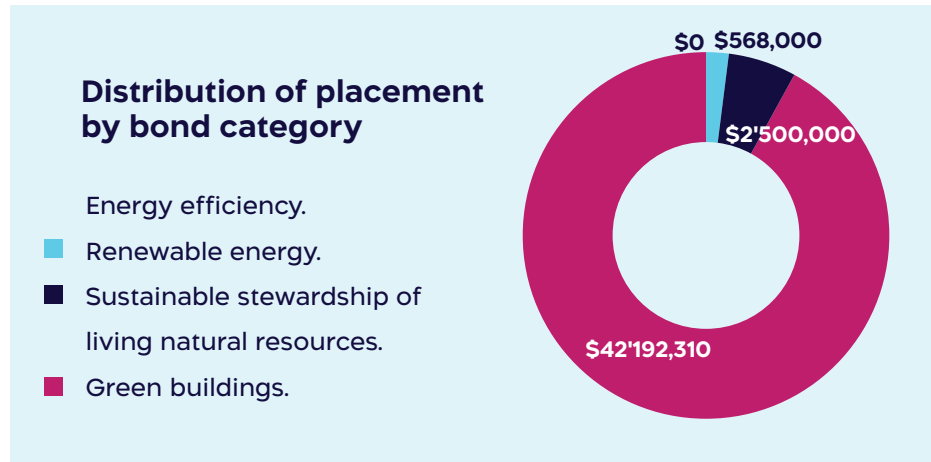 Distribution of placement
by bond category
Energy efficiency.
Renewable energy.
Sustainable stewardship of
living natural resources.
Green buildings.
$0
$568,000
$2'500,000
$42'192,310